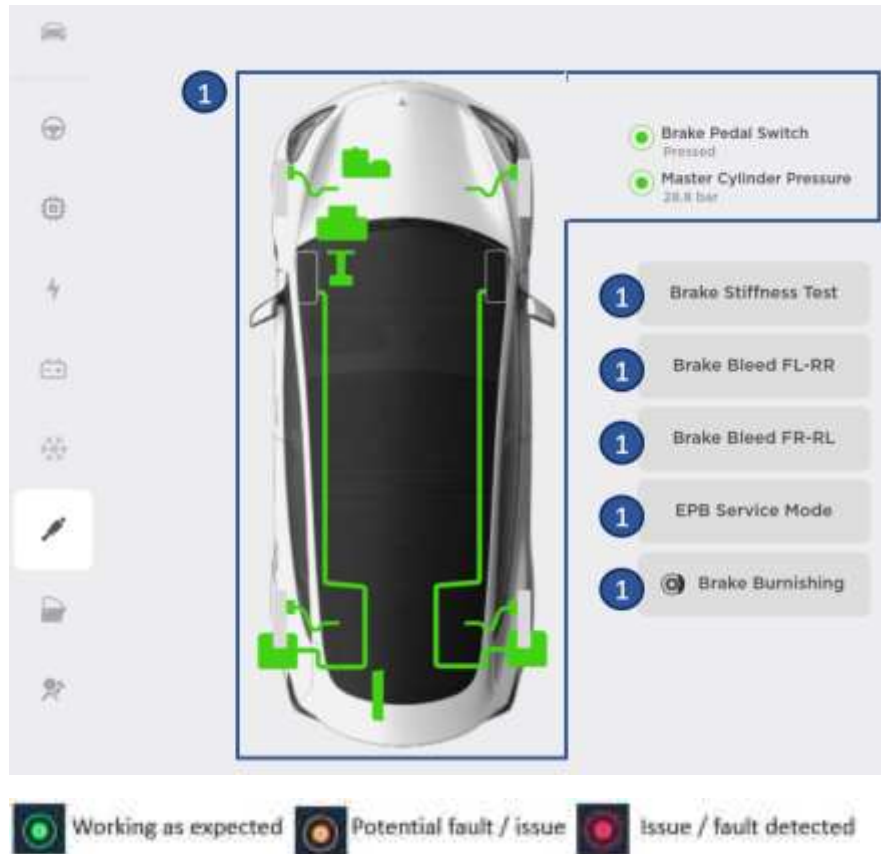 1
Brake Pedal Switch
Pressed
Master Cylinder Pressure
28.8 bar
1 Brake Stiffness Test
1 Brake Bleed FL-RR
1 Brake Bleed FR-RL
1 EPB Service Mode
1 Brake Burnishing
Working as expected Potential fault / issue Issue / fault detected